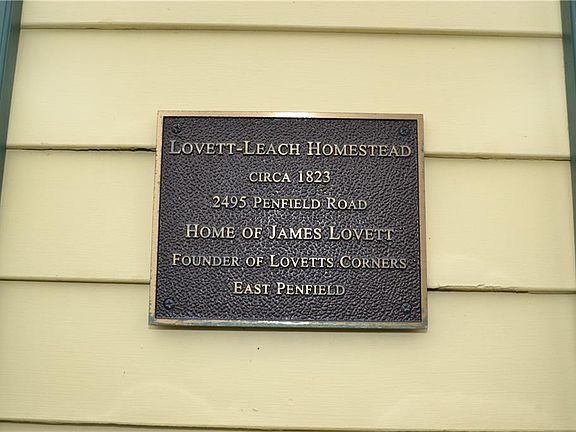 LOVETT-LEACH HOMESTEAD
CIRCA 1823
2495 PENFIELD ROAD
HOME OF JAMES LOVETT
FOUNDER OF LOVETTS CORNERS
EAST PENFIELD